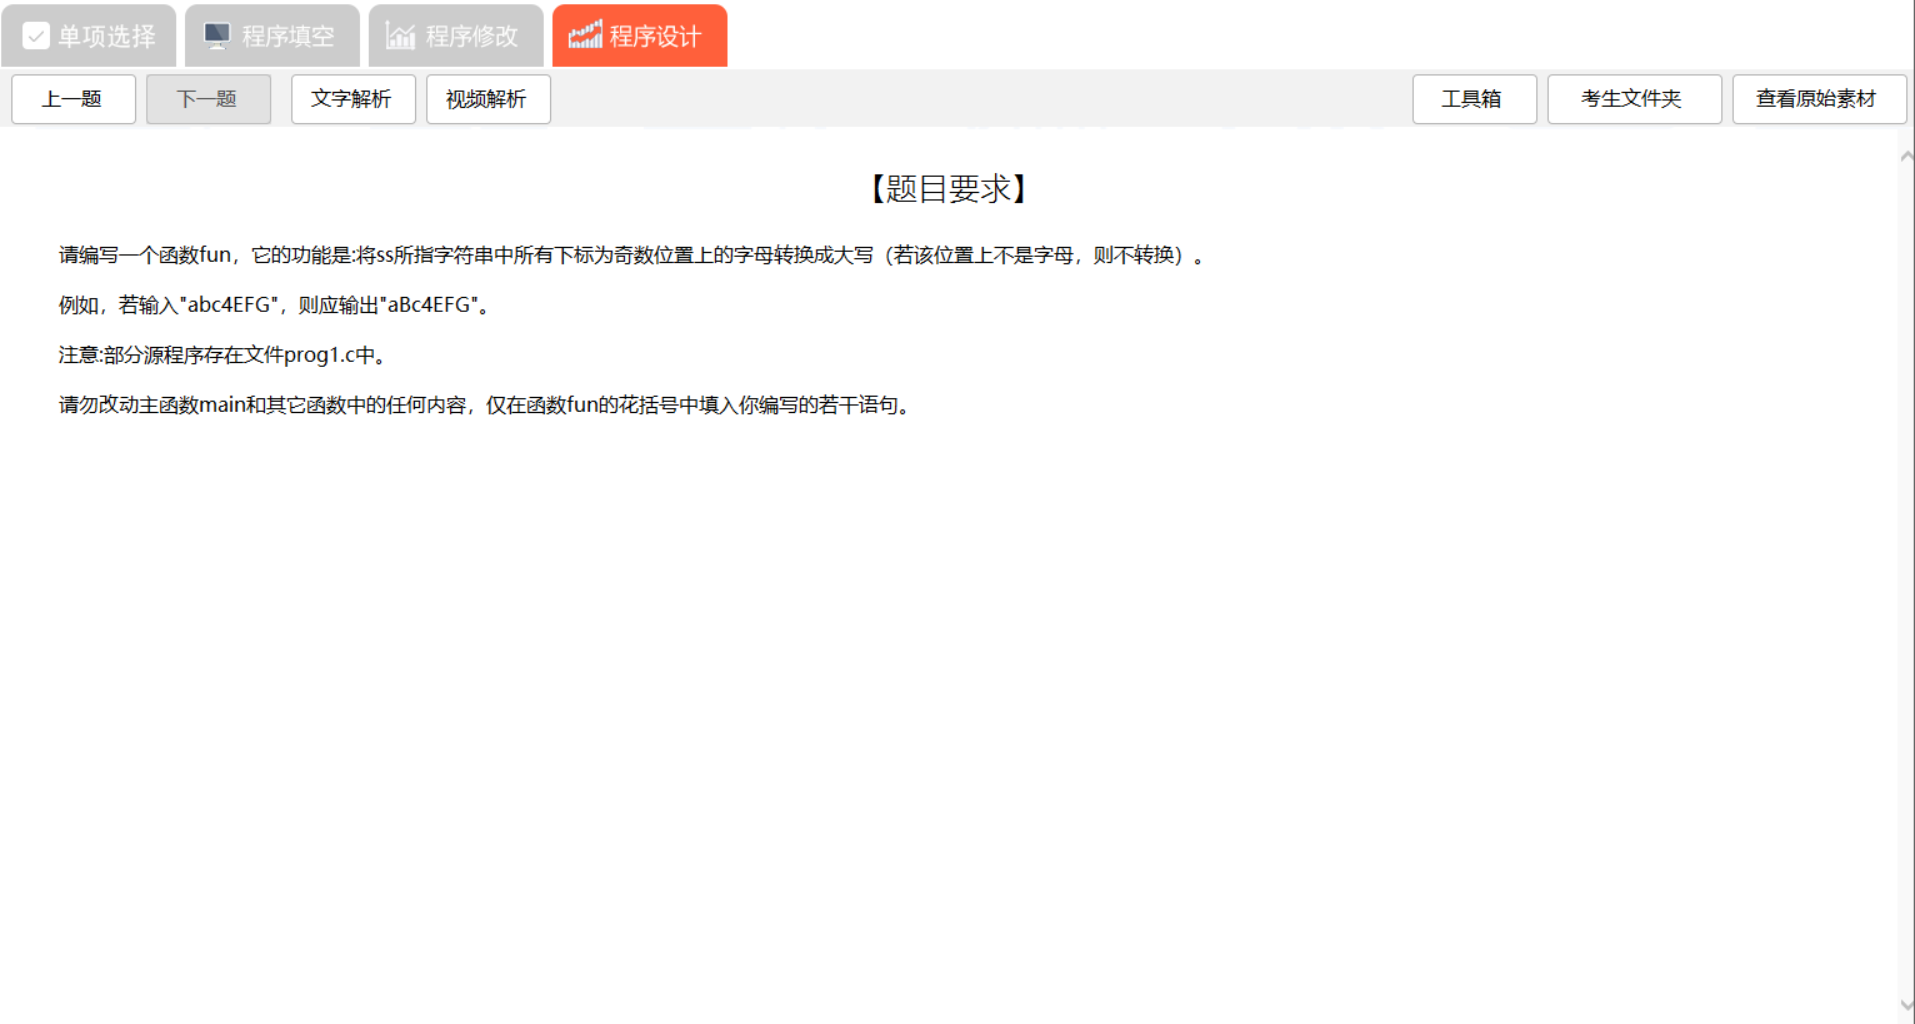 单项选择 程序填空 程序修改 程序设计
上一题 下一题 文字解析 视频解析 工具箱 考生文件夹 查看原始素材
【题目要求】
请编写一个函数fun，它的功能是:将ss所指字符串中所有下标为奇数位置上的字母转换成大写（若该位置上不是字母，则不转换）。
例如，若输入"abc4EFG"，则应输出"aBc4EFG"。
注意:部分源程序存在文件prog1.c中。
请勿改动主函数main和其它函数中的任何内容，仅在函数fun的花括号中填入你编写的若干语句。